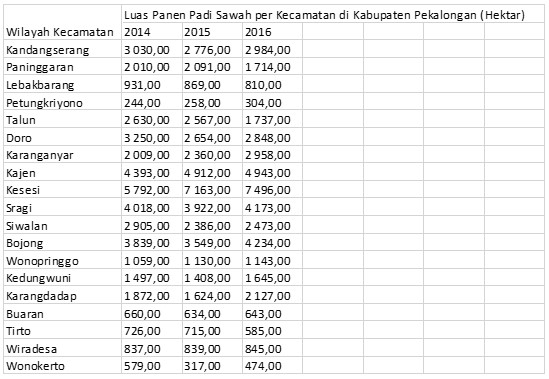 Luas Panen Padi Sawah per Kecamatan di Kabupaten Pekalongan (Hektar)
Wilayah Kecamatan 2014 2015 2016
Kandangserang 3 030,00 2 776,00 2 984,00
Paninggaran 2 010,00 2 091,00 1 714,00
Lebakbarang 931,00 869,00 810,00
Petungkriyono 244,00 258,00 304,00
Talun 2 630,00 2 567,00 1 737,00
Doro 3 250,00 2 654,00 2 848,00
Karanganyar 2 009,00 2 360,00 2 958,00
Kajen 4 393,00 4 912,00 4 943,00
Kesesi 5 792,00 7 163,00 7 496,00
Sragi 4 018,00 3 922,00 4 173,00
Siwalan 2 905,00 2 386,00 2 473,00
Bojong 3 839,00 3 549,00 4 234,00
Wonopringgo 1 059,00 1 130,00 1 143,00
Kedungwuni 1 497,00 1 408,00 1 645,00
Karangdadap 1 872,00 1 624,00 2 127,00
Buaran 660,00 634,00 643,00
Tirto 726,00 715,00 585,00
Wiradesa 837,00 839,00 845,00
Wonokerto 579,00 317,00 474,00